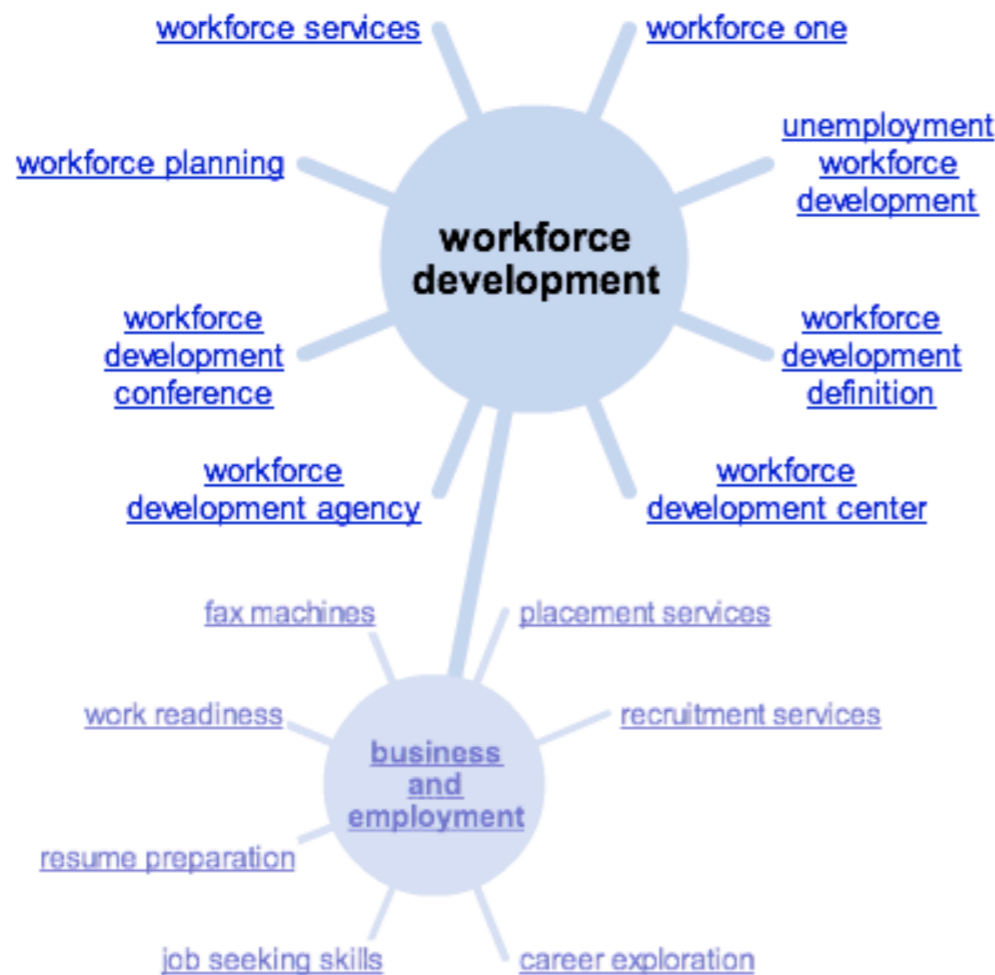 workforce services
workforce one
unemployment
workforce
development
workforce planning
workforce
development
workforce
development
conference
workforce
development
definition
workforce
development agency
workforce
development center
fax machines
placement services
work readiness
recruitment services
business
and
employment
resume preparation
job seeking skills
career exploration